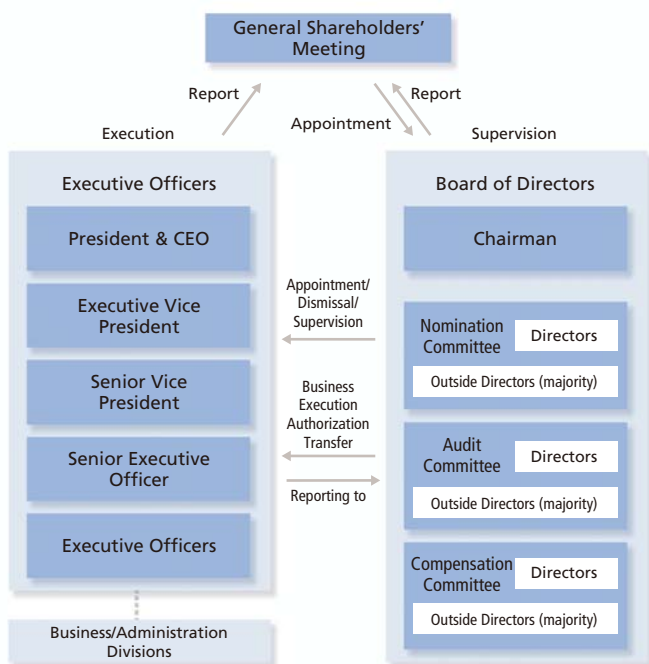 General Shareholders'
Meeting
Report
Appointment
Report
Execution
Supervision
Executive Officers
President & CEO
Executive Vice
President
Senior Vice
President
Senior Executive
Officer
Executive Officers
Business/Administration
Divisions
Appointment/
Dismissal/
Supervision
Business
Execution
Authorization
Transfer
Reporting to
Board of Directors
Chairman
Nomination
Committee
Directors
Outside Directors (majority)
Audit
Committee
Directors
Outside Directors (majority)
Compensation
Committee
Directors
Outside Directors (majority)